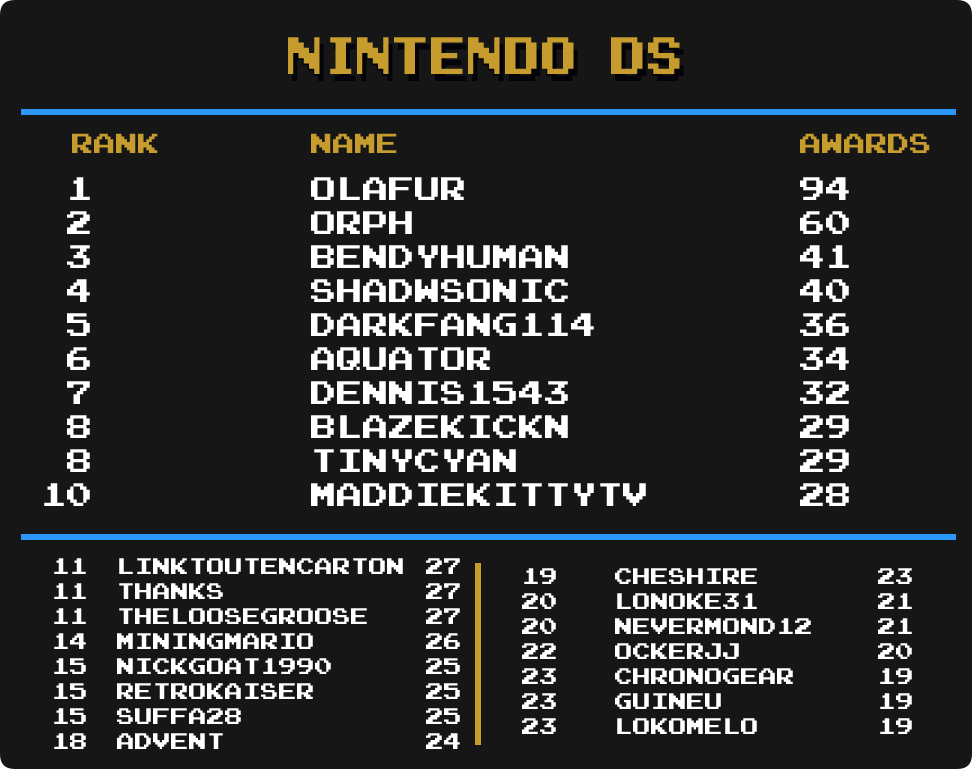 NINTENDO DS
RANK NAME AWARDS
1 OLAFUR 94
2 ORPH 60
3 BENDYHUMAN 41
4 SHADWSONIC 40
5 DARKFANG114 36
6 AQUATOR 34
7 DENNIS1543 32
8 BLAZEKICKN 29
8 TINYCYAN 29
10 MADDIEKITTYTV 28
11 LINKTOUTENCARTON 27
11 THANKS 27
11 THELOOSEGROOSE 27
14 MININGMARIO 26
15 NICKGOAT1990 25
15 RETROKAISER 25
15 SUFFA28 25
18 ADVENT 24
19 CHESHIRE 23
20 LONOKE31 21
20 NEVERMOND12 21
22 OCKERJJ 20
23 CHRONOGEAR 19
23 GUINEU 19
23 LOKOMELO 19